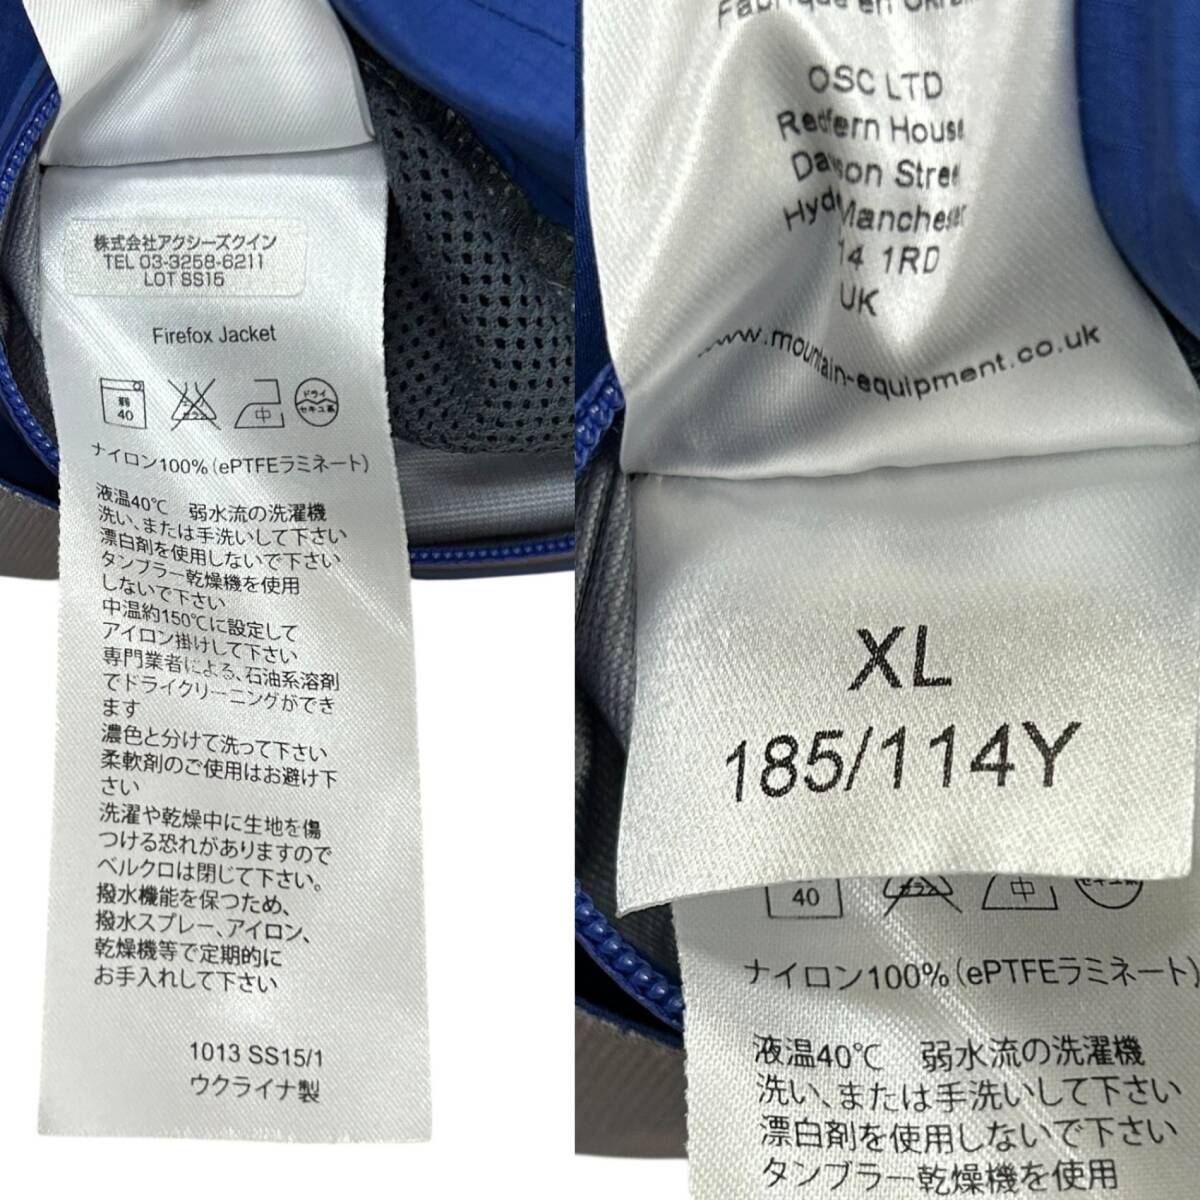 株式会社アクシーズクイン
TEL 03-3258-6211
LOT SS15
Firefox Jacket
弱
40
中
ドライ
セキユ系
ナイロン100%(ePTFEラミネート)
液温40℃ 弱水流の洗濯機
洗い、または手洗いして下さい
漂白剤を使用しないで下さい
タンブラー乾燥機を使用
しないで下さい
中温約150℃に設定して
アイロン掛けして下さい
専門業者による、石油系溶剤
でドライクリーニングができ
ます
濃色と分けて洗って下さい
柔軟剤のご使用はお避け下
さい
洗濯や乾燥中に生地を傷
つける恐れがありますので
ベルクロは閉じて下さい。
撥水機能を保つため、
撥水スプレー、アイロン、
乾燥機等で定期的に
お手入れして下さい
1013 SS15/1
ウクライナ製
en
OSC LTD
Redfern House
Street
Hyde Manchester
14 1RD
UK
www.mountain-equipment.co.uk
XL
185/114Y
40
中
ナイロン100%(ePTFEラミネート)
液温40℃ 弱水流の洗濯機
洗い、または手洗いして下さい
漂白剤を使用しないで下さい
タンブラー乾燥機を使用